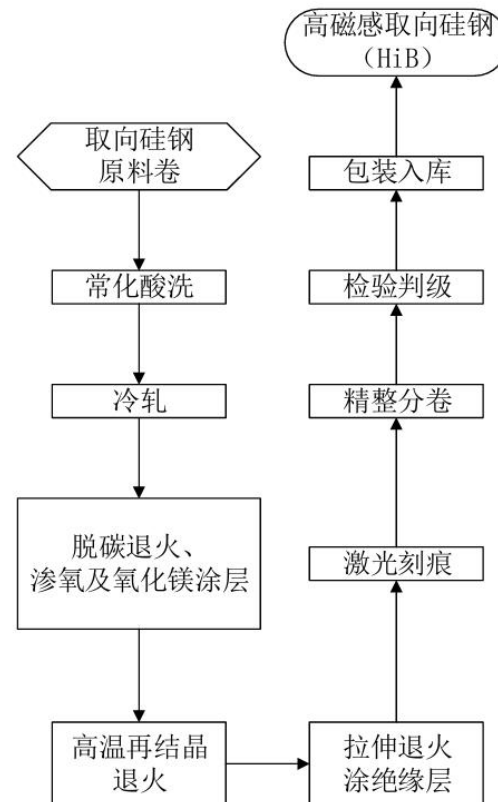 取向硅钢
原料卷
常化酸洗
冷轧
脱碳退火、
渗氧及氧化镁涂层
高温再结晶
退火
拉伸退火
涂绝缘层
激光刻痕
精整分卷
检验判级
包装入库
高磁感取向硅钢
（HiB）